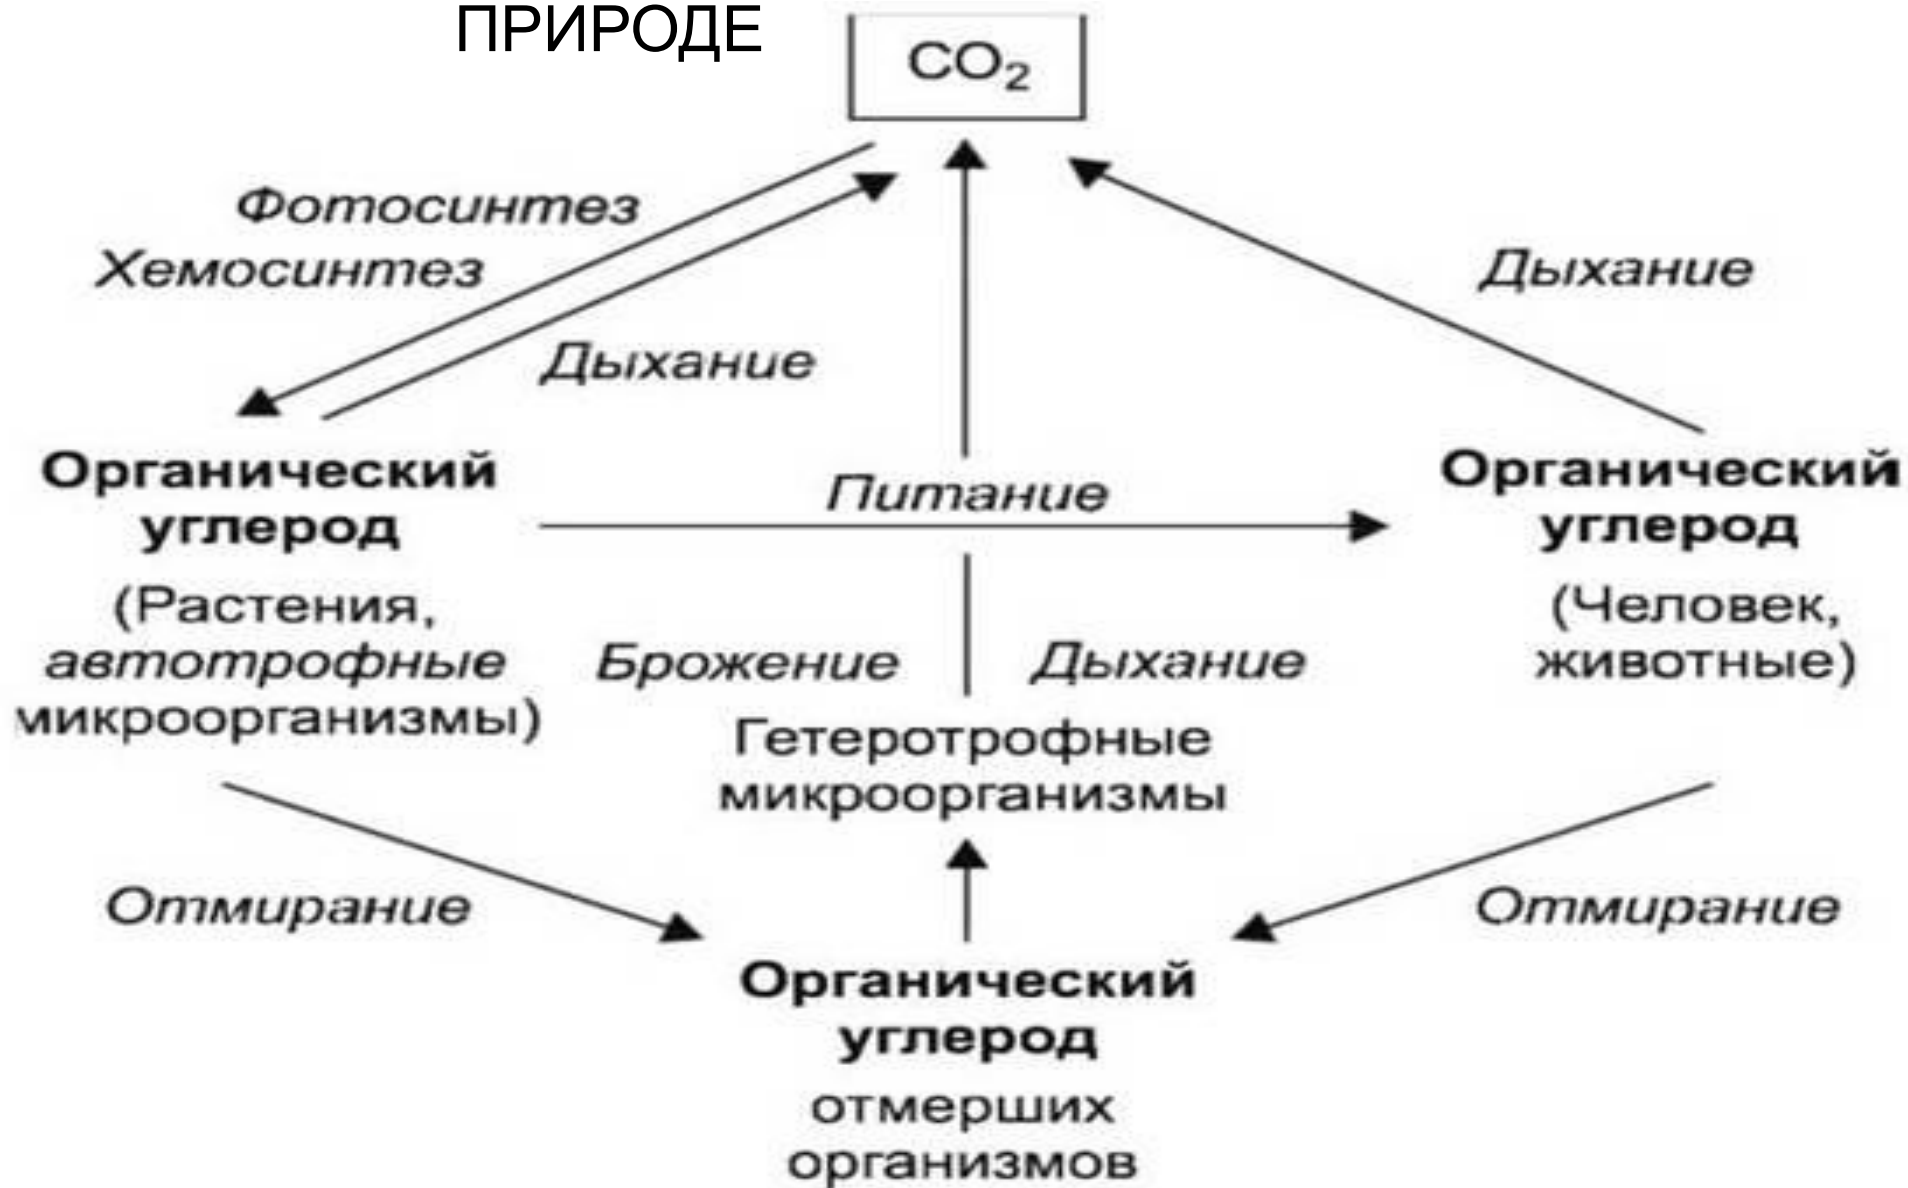 ПРИРОДЕ
CO₂
Фотосинтез
Хемосинтез
Дыхание
Дыхание
Органический
углерод
(Растения,
автотрофные
микроорганизмы)
Питание
Органический
углерод
(Человек,
животные)
Брожение
Дыхание
Гетеротрофные
микроорганизмы
Отмирание
Отмирание
Органический
углерод
отмерших
организмов